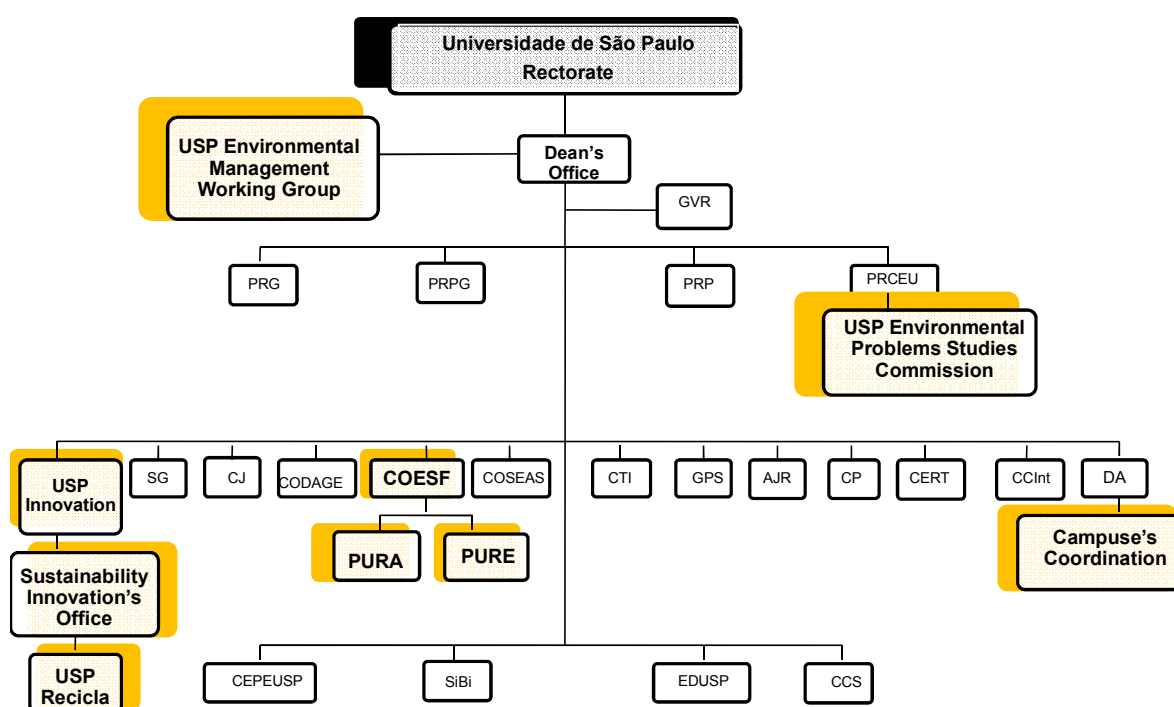 Universidade de São Paulo
Rectorate
USP Environmental
Management
Working Group
Dean’s
Office
GVR
PRG
PRPG
PRP
PRCEU
USP Environmental
Problems Studies
Commission
USP
Innovation
SG
CJ
CODAGE
COESF
COSEAS
CTI
GPS
AJR
CP
CERT
CCInt
DA
PURA
PURE
Campuse’s
Coordination
Sustainability
Innovation’s
Office
USP
Recicla
CEPEUSP
SiBi
EDUSP
CCS